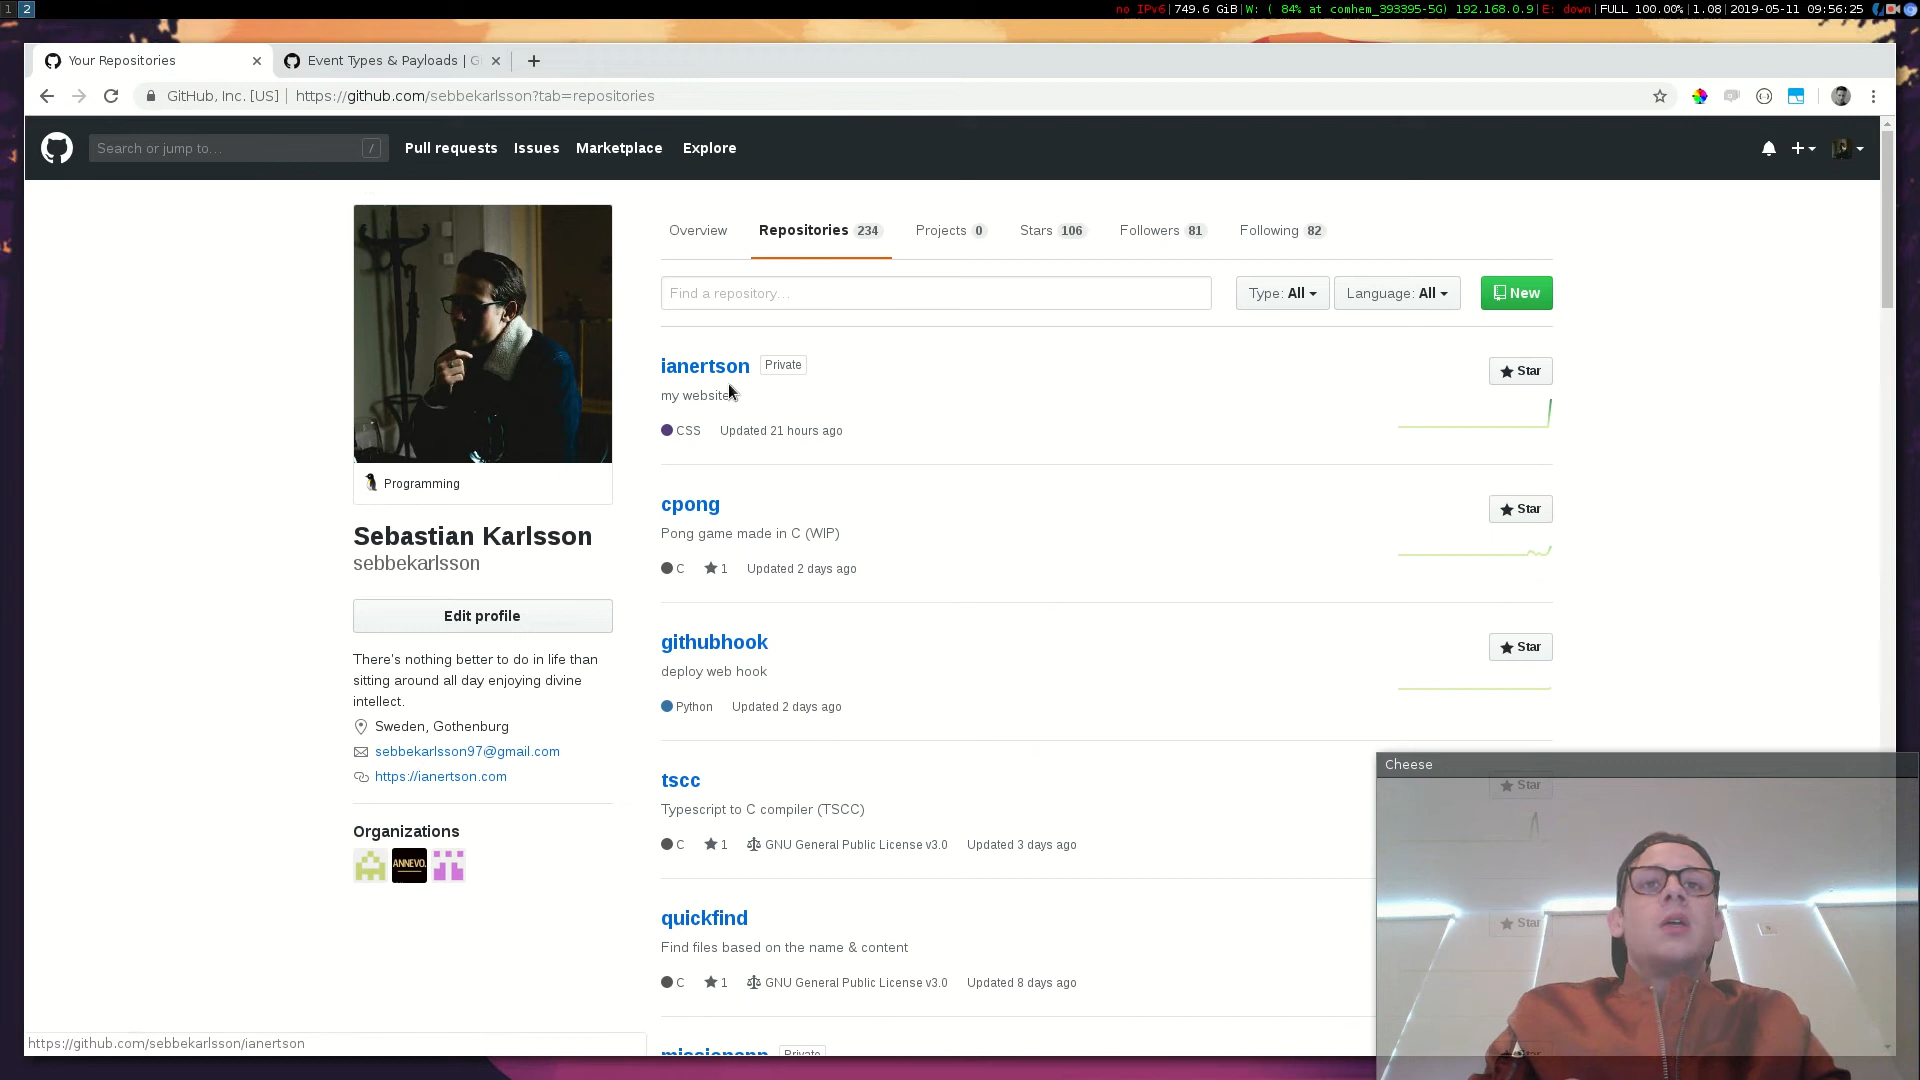 1 2
no IPv6|749.6 GiB|W: ( 84% at comhem_393395-5G) 192.168.0.9|E: down|FULL 100.00%|1.08|2019-05-11 09:56:25
Your Repositories
Event Types & Payloads | G
GitHub, Inc. [US] | https://github.com/sebbekarlsson?tab=repositories
Search or jump to… /
Pull requests Issues Marketplace Explore
Overview Repositories 234 Projects 0 Stars 106 Followers 81 Following 82
Find a repository…
Type: All
Language: All
New
Programming
Sebastian Karlsson
sebbekarlsson
Edit profile
There's nothing better to do in life than
sitting around all day enjoying divine
intellect.
Sweden, Gothenburg
sebbekarlsson97@gmail.com
https://ianertson.com
Organizations
ANNEVO.
ianertson Private
Star
my website
CSS Updated 21 hours ago
cpong
Star
Pong game made in C (WIP)
C 1 Updated 2 days ago
githubhook
Star
deploy web hook
Python Updated 2 days ago
tscc
Star
Typescript to C compiler (TSCC)
C 1 GNU General Public License v3.0 Updated 3 days ago
quickfind
Star
Find files based on the name & content
C 1 GNU General Public License v3.0 Updated 8 days ago
Private
Cheese
https://github.com/sebbekarlsson/ianertson